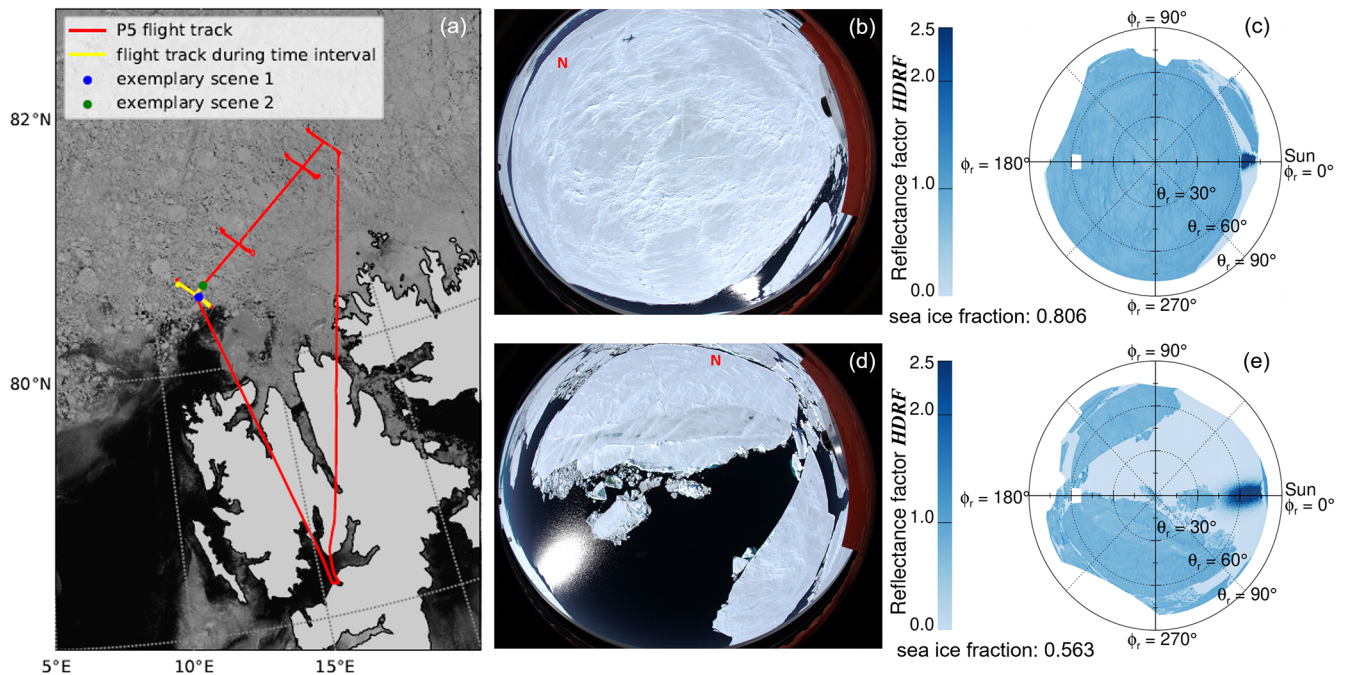 P5 flight track
flight track during time interval
exemplary scene 1
exemplary scene 2
(a)
82°N
80°N
5°E
10°E
15°E
(b)
N
Reflectance factor HDRF
2.5
2.0
1.0
0.0
sea ice fraction: 0.806
(c)
ϕr = 90°
ϕr = 180°
Sun
ϕr = 0°
θr = 30°
θr = 60°
θr = 90°
ϕr = 270°
(d)
N
Reflectance factor HDRF
2.5
2.0
1.0
0.0
sea ice fraction: 0.563
(e)
ϕr = 90°
ϕr = 180°
Sun
ϕr = 0°
θr = 30°
θr = 60°
θr = 90°
ϕr = 270°